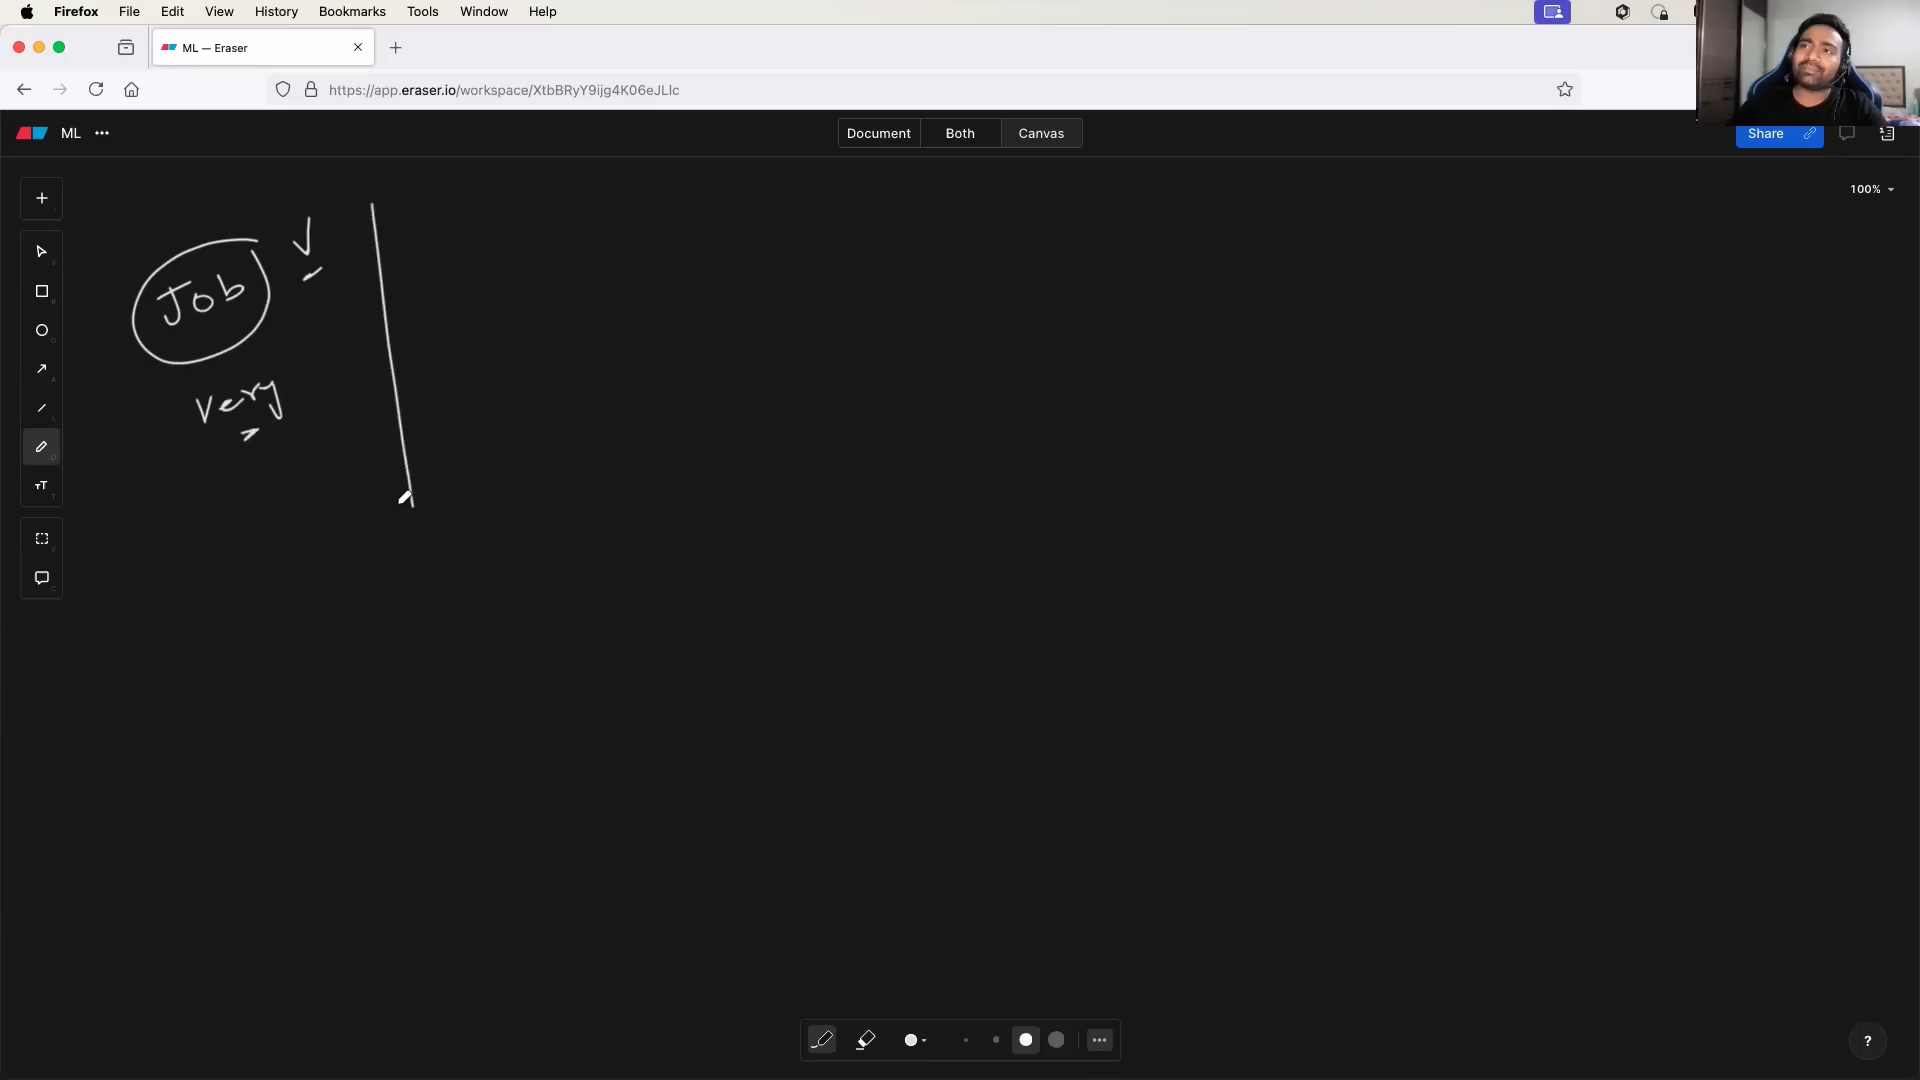 Firefox File Edit View History Bookmarks Tools Window Help
ML — Eraser
https://app.eraser.io/workspace/XtbBRyY9ijg4K06eJLlc
ML
Document Both Canvas
Share
100%
Job
very
TT
?